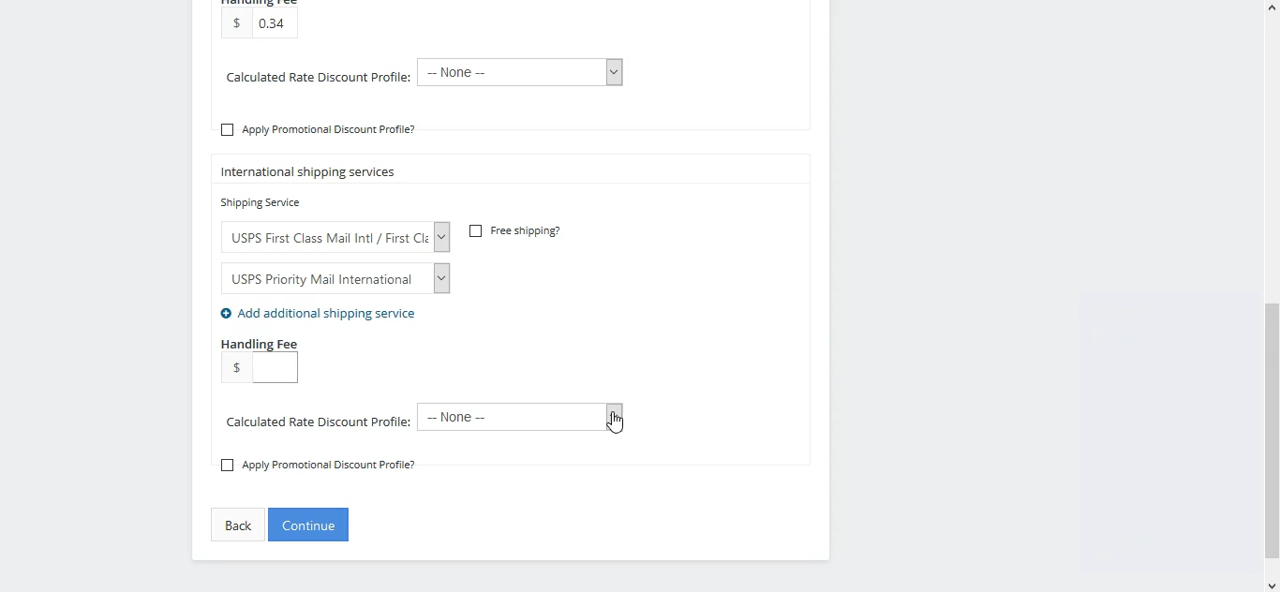 Handling Fee
$ 0.34
Calculated Rate Discount Profile: -- None --
Apply Promotional Discount Profile?
International shipping services
Shipping Service
USPS First Class Mail Intl / First Cla
Free shipping?
USPS Priority Mail International
Add additional shipping service
Handling Fee
$
Calculated Rate Discount Profile: -- None --
Apply Promotional Discount Profile?
Back Continue